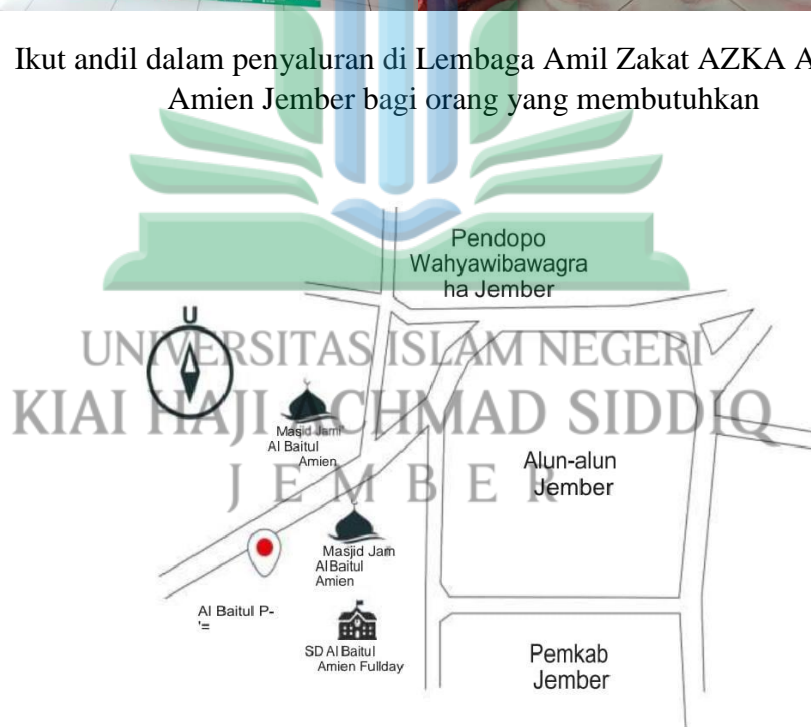 Ikut andil dalam penyaluran di Lembaga Amil Zakat AZKA
Amien Jember bagi orang yang membutuhkan
Pendopo
Wahyawibawagra
ha Jember
U
UNIVERSITAS ISLAM NEGERI
KIAI HAJI ACHMAD SIDDIQ
JEMBER
Masjid Jami'
Al Baitul
Amien
Alun-alun
Jember
Masjid Jam
Al Baitul
Amien
Al Baitul P-
'=
SD Al Baitul
Amien Fullday
Pemkab
Jember